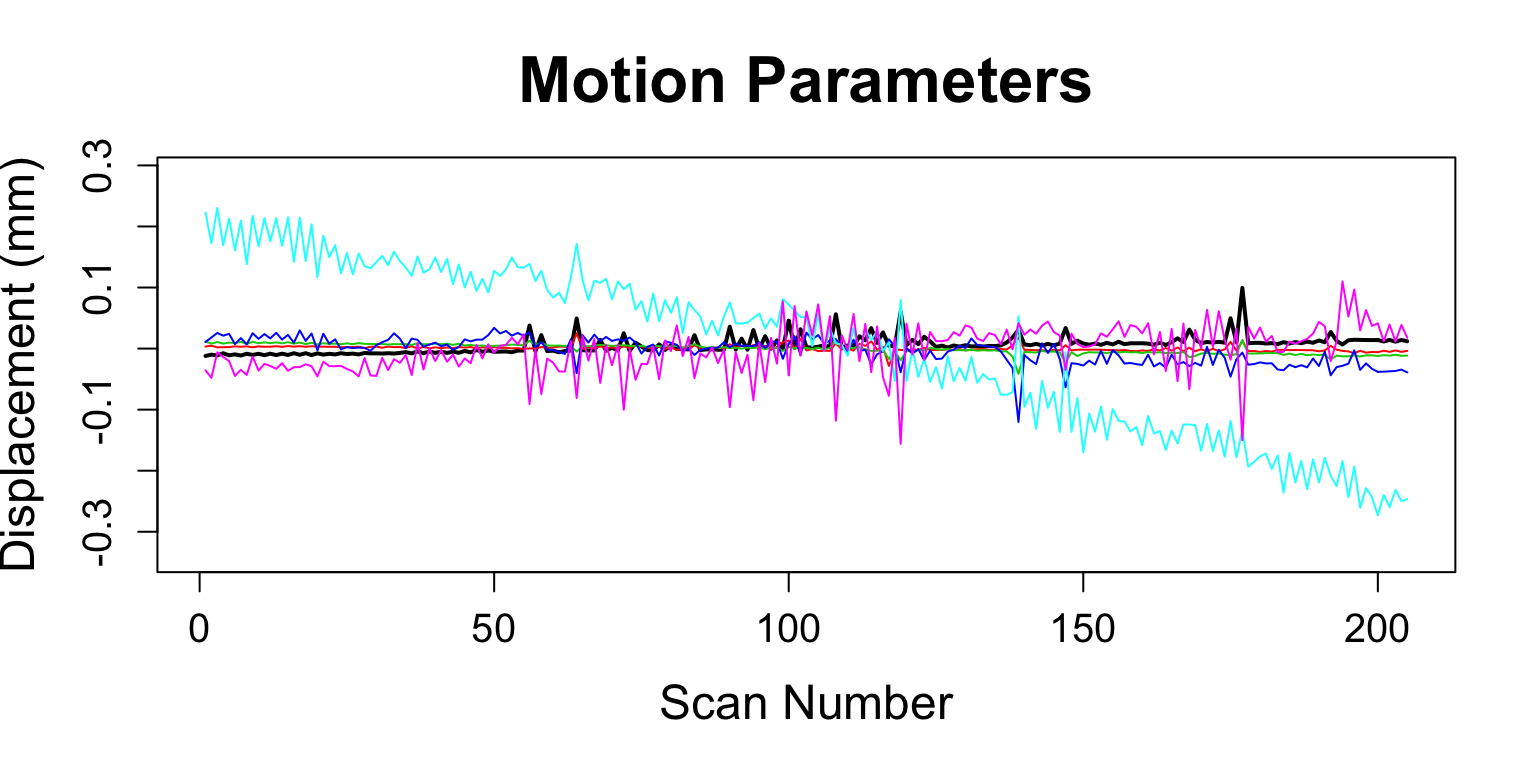 Motion Parameters
Displacement (mm)
0.3
0.1
-0.1
-0.3
0 50 100 150 200
Scan Number